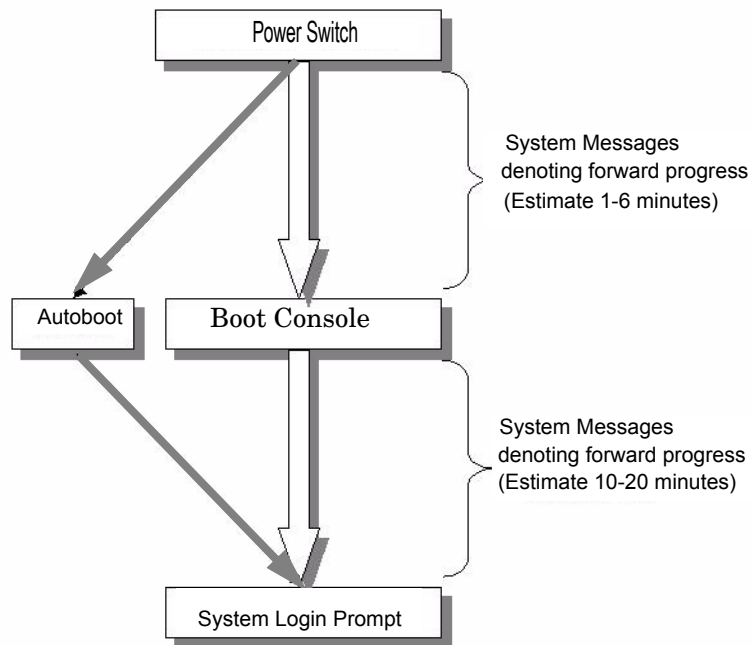 Power Switch
System Messages
denoting forward progress
(Estimate 1-6 minutes)
Autoboot
Boot Console
System Messages
denoting forward progress
(Estimate 10-20 minutes)
System Login Prompt